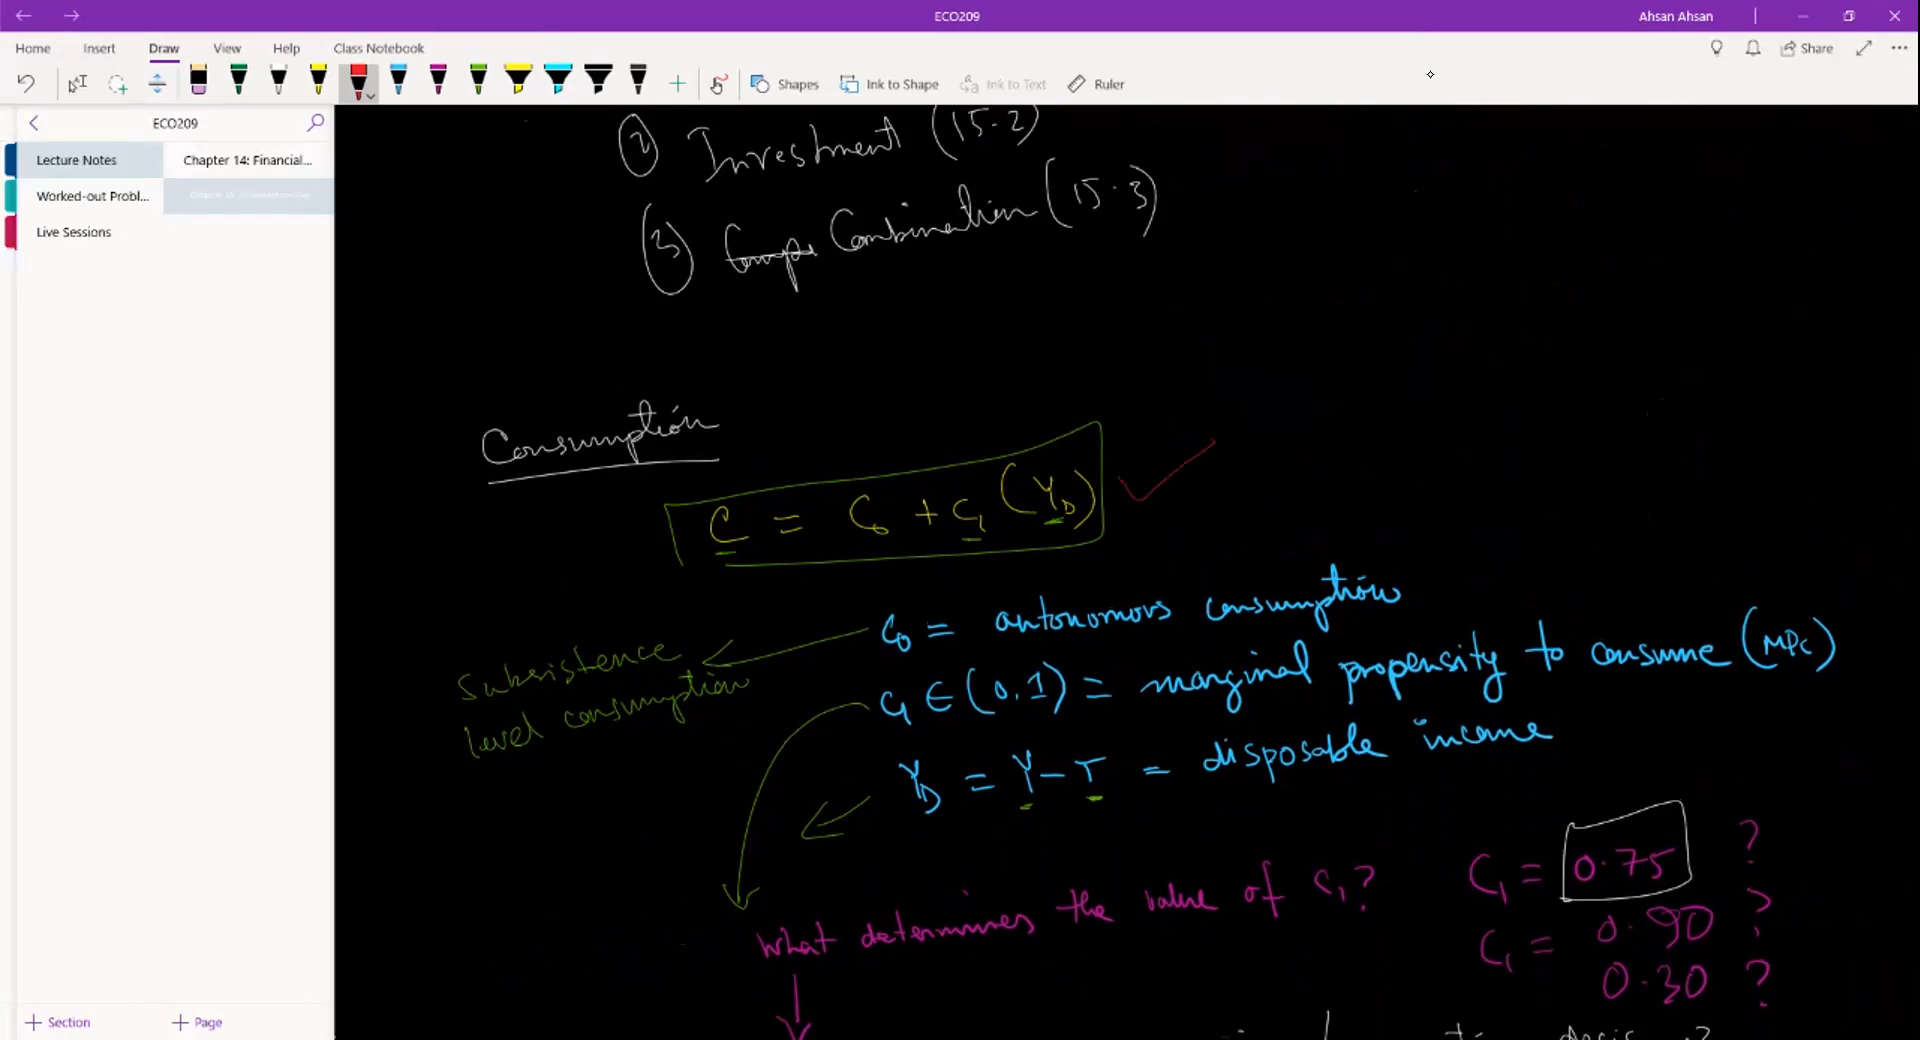 ECO209
Ahsan Ahsan
Home Insert Draw View Help Class Notebook
Share
Shapes Ink to Shape Ink to Text Ruler
ECO209
Lecture Notes
Worked-out Probl...
Live Sessions
Chapter 14: Financial...
② Investment (15.2)
③ Combination (15.3)
Consumption
C = C₀ + C₁ (Y_D)
C₀ = autonomous consumption
Subsistence
level consumption
C₁ ∈ (0,1) = marginal propensity to consume (MPC)
Y_D = Y - T = disposable income
What determines the value of C₁?
C₁ = 0.75 ?
C₁ = 0.90 ?
0.30 ?
+ Section
+ Page